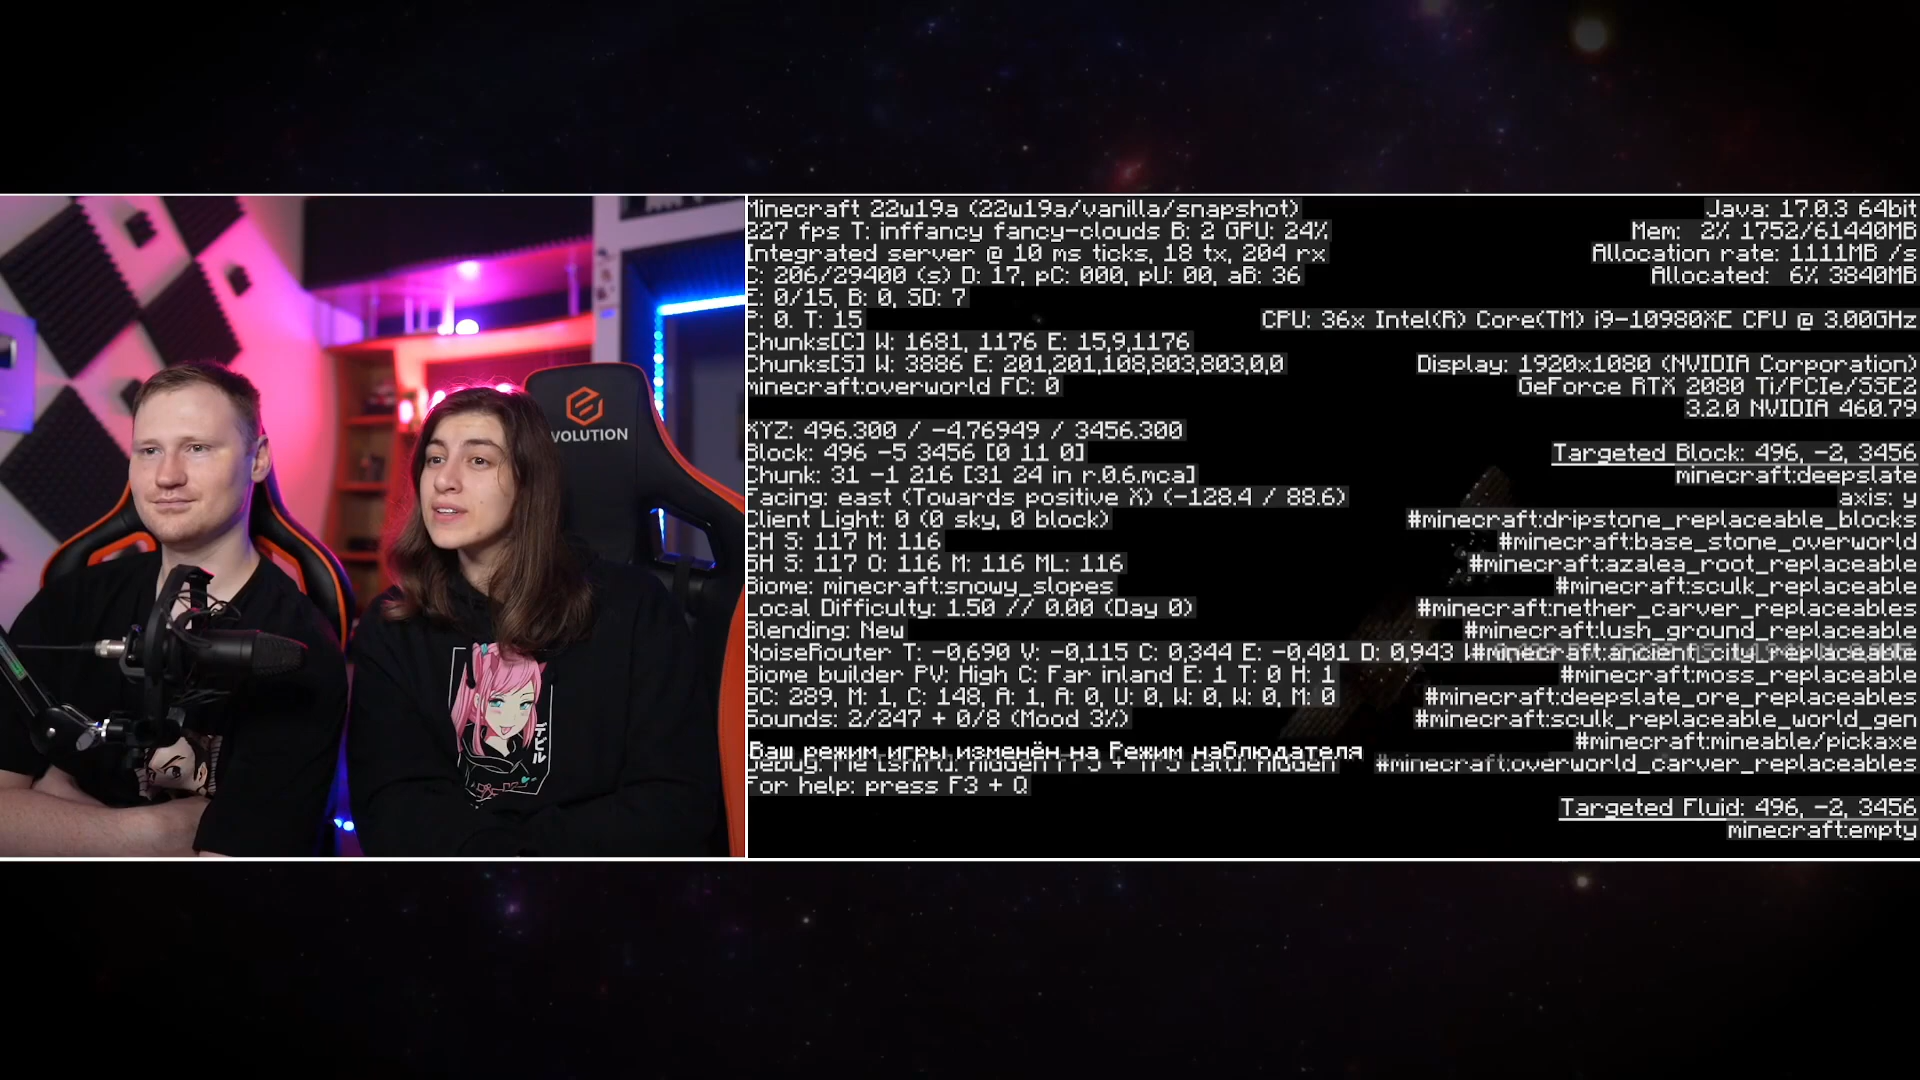 VOLUTION
デビル
Minecraft 22w19a (22w19a/vanilla/snapshot)
227 fps T: inffancy fancy-clouds B: 2 GPU: 24%
Integrated server @ 10 ms ticks, 18 tx, 204 rx
C: 206/29400 (s) D: 17, pC: 000, pU: 00, aB: 36
E: 0/15, B: 0, SD: 7
P: 0. T: 15
Chunks[C] W: 1681, 1176 E: 15,9,1176
Chunks[S] W: 3886 E: 201,201,108,803,803,0,0
minecraft:overworld FC: 0
XYZ: 496.300 / -4.76949 / 3456.300
Block: 496 -5 3456 [0 11 0]
Chunk: 31 -1 216 [31 24 in r.0.6.mca]
Facing: east (Towards positive X) (-128.4 / 88.6)
Client Light: 0 (0 sky, 0 block)
CH S: 117 M: 116
SH S: 117 O: 116 M: 116 ML: 116
Biome: minecraft:snowy_slopes
Local Difficulty: 1.50 // 0.00 (Day 0)
Blending: New
NoiseRouter T: -0,690 V: -0,115 C: 0,344 E: -0,401 D: 0,943
Biome builder PV: High C: Far inland E: 1 T: 0 H: 1
SC: 289, M: 1, C: 148, A: 1, A: 0, U: 0, W: 0, W: 0, M: 0
Sounds: 2/247 + 0/8 (Mood 3%)
Ваш режим игры изменён на Режим наблюдателя
For help: press F3 + Q
Java: 17.0.3 64bit
Mem: 2% 1752/61440MB
Allocation rate: 1111MB /s
Allocated: 6% 3840MB
CPU: 36x Intel(R) Core(TM) i9-10980XE CPU @ 3.00GHz
Display: 1920x1080 (NVIDIA Corporation)
GeForce RTX 2080 Ti/PCIe/SSE2
3.2.0 NVIDIA 460.79
Targeted Block: 496, -2, 3456
minecraft:deepslate
axis: y
#minecraft:dripstone_replaceable_blocks
#minecraft:base_stone_overworld
#minecraft:azalea_root_replaceable
#minecraft:sculk_replaceable
#minecraft:nether_carver_replaceables
#minecraft:lush_ground_replaceable
#minecraft:ancient_city_replaceable
#minecraft:moss_replaceable
#minecraft:deepslate_ore_replaceables
#minecraft:sculk_replaceable_world_gen
#minecraft:mineable/pickaxe
#minecraft:overworld_carver_replaceables
Targeted Fluid: 496, -2, 3456
minecraft:empty